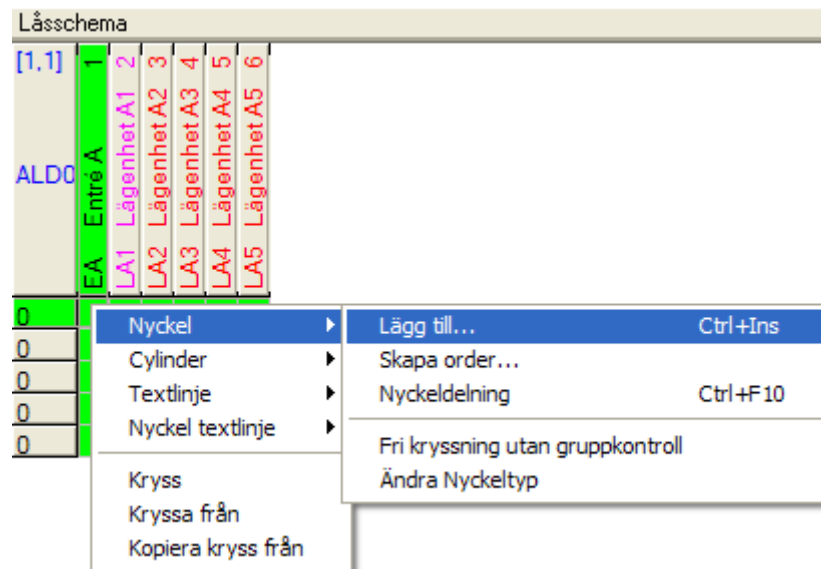 Låsschema
[1,1]
ALD0
EA Entré A 1
LA1 Lägenhet A1 2
LA2 Lägenhet A2 3
LA3 Lägenhet A3 4
LA4 Lägenhet A4 5
LA5 Lägenhet A5 6
0
0
0
0
0
Nyckel
Cylinder
Textlinje
Nyckel textlinje
Kryss
Kryssa från
Kopiera kryss från
Lägg till... Ctrl+Ins
Skapa order...
Nyckeldelning Ctrl+F10
Fri kryssning utan gruppkontroll
Ändra Nyckeltyp